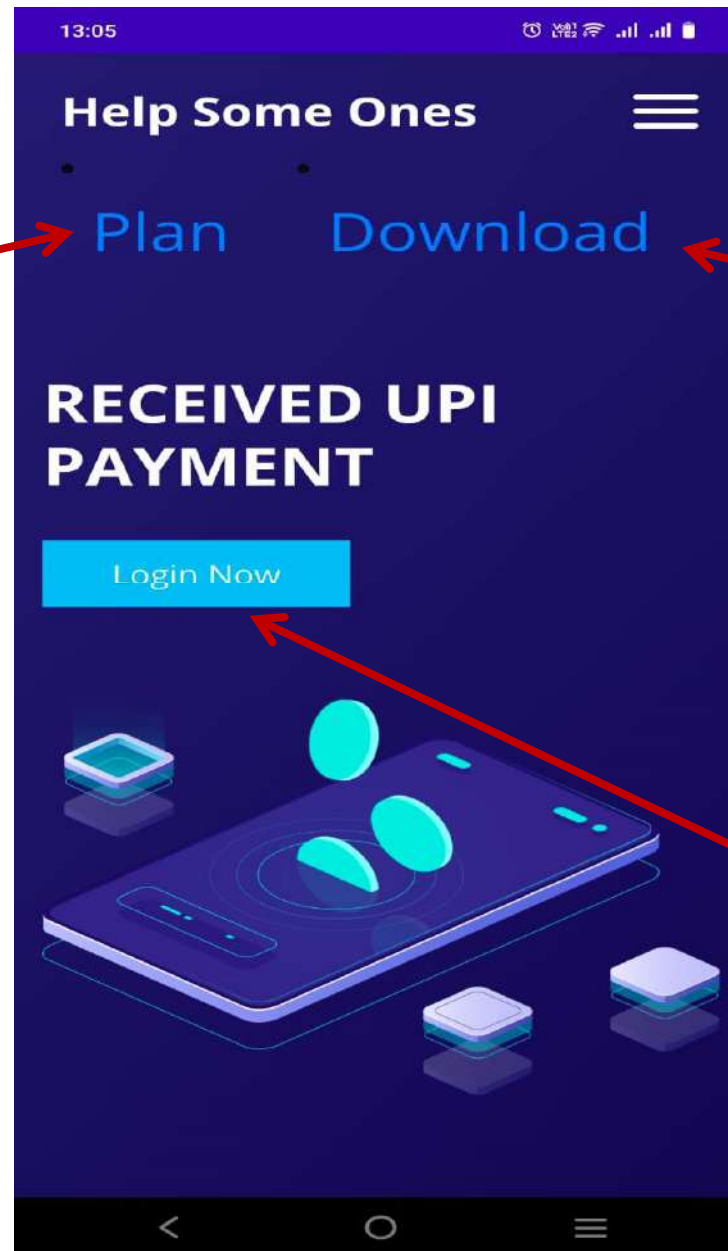 13:05
Help Some Ones
Plan Download
RECEIVED UPI
PAYMENT
Login Now